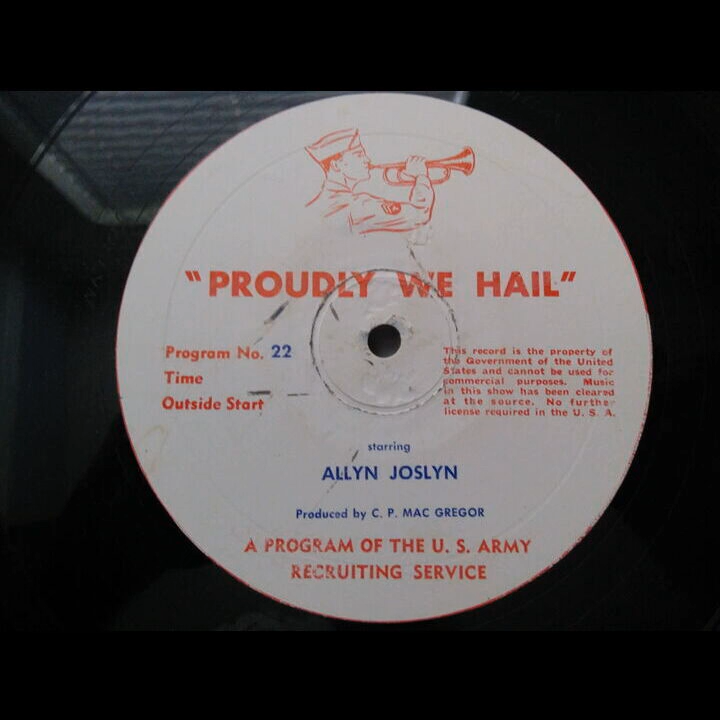 "PROUDLY WE HAIL"
Program No. 22
Time
Outside Start
This record is the property of
the Government of the United
States and cannot be used for
commercial purposes. Music
in this show has been cleared
at the source. No further
license required in the U. S. A.
starring
ALLYN JOSLYN
Produced by C. P. MAC GREGOR
A PROGRAM OF THE U. S. ARMY
RECRUITING SERVICE